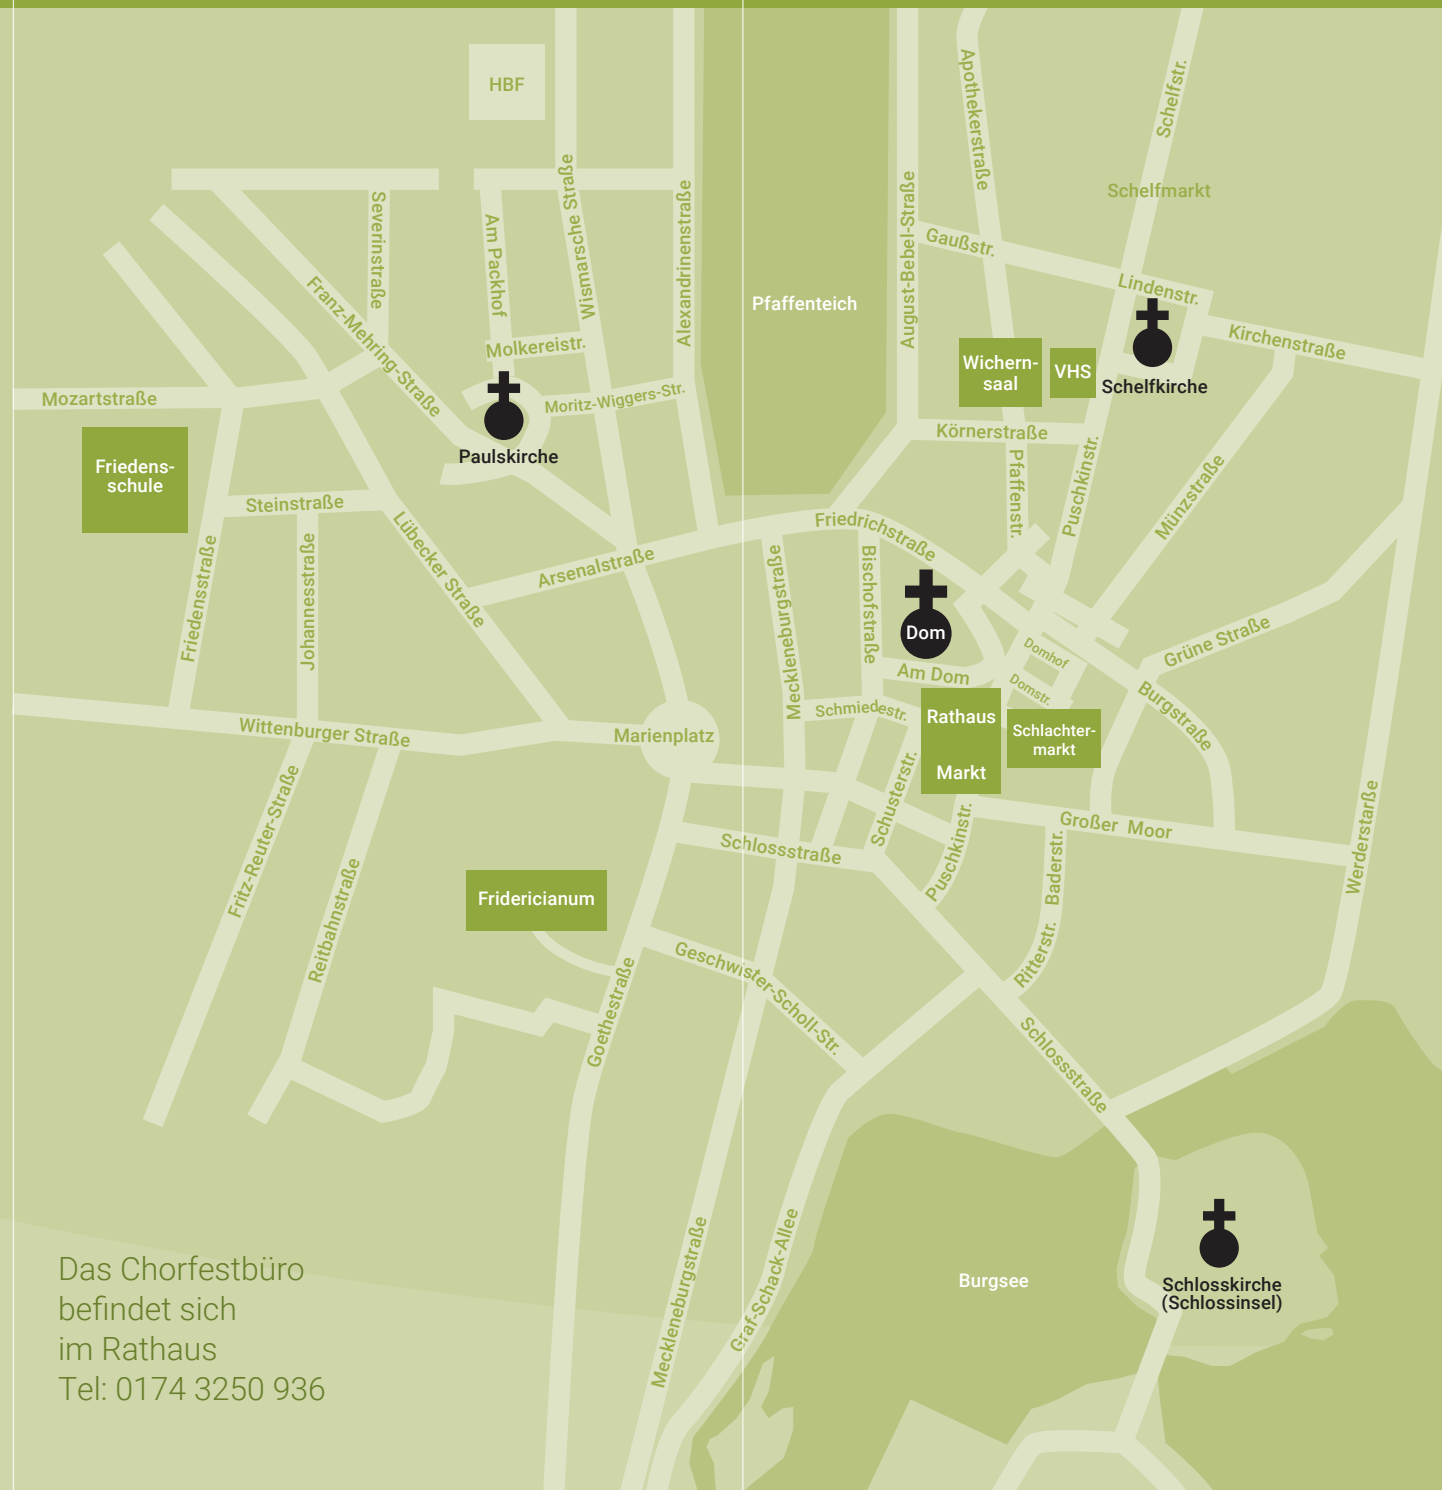 HBF
Apothekerstraße
Schelfstr.
Schelfmarkt
Severinstraße
Am Packhof
Wismarsche Straße
Alexandrinenstraße
August-Bebel-Straße
Gaußstr.
Lindenstr.
Pfaffenteich
Franz-Mehring-Straße
Molkereistr.
Kirchenstraße
Wichern-
saal
VHS
Schelfkirche
Mozartstraße
Moritz-Wiggers-Str.
Paulskirche
Körnerstraße
Friedens-
schule
Pfaffenstr.
Puschkinstr.
Münzstraße
Steinstraße
Lübecker Straße
Friedrichstraße
Arsenalstraße
Friedensstraße
Johannesstraße
Meckleneburgstraße
Bischofstraße
Dom
Domhof
Grüne Straße
Am Dom
Domstr.
Burgstraße
Schmiedestr.
Rathaus
Markt
Schlachter-
markt
Wittenburger Straße
Marienplatz
Schusterstr.
Puschkinstr.
Großer Moor
Baderstr.
Werderstarße
Fritz-Reuter-Straße
Reitbahnstraße
Schlossstraße
Fridericianum
Ritterstr.
Geschwister-Scholl-Str.
Goethestraße
Schlossstraße
Meckleneburgstraße
Graf-Schack-Allee
Burgsee
Schlosskirche
(Schlossinsel)
Das Chorfestbüro
befindet sich
im Rathaus
Tel: 0174 3250 936